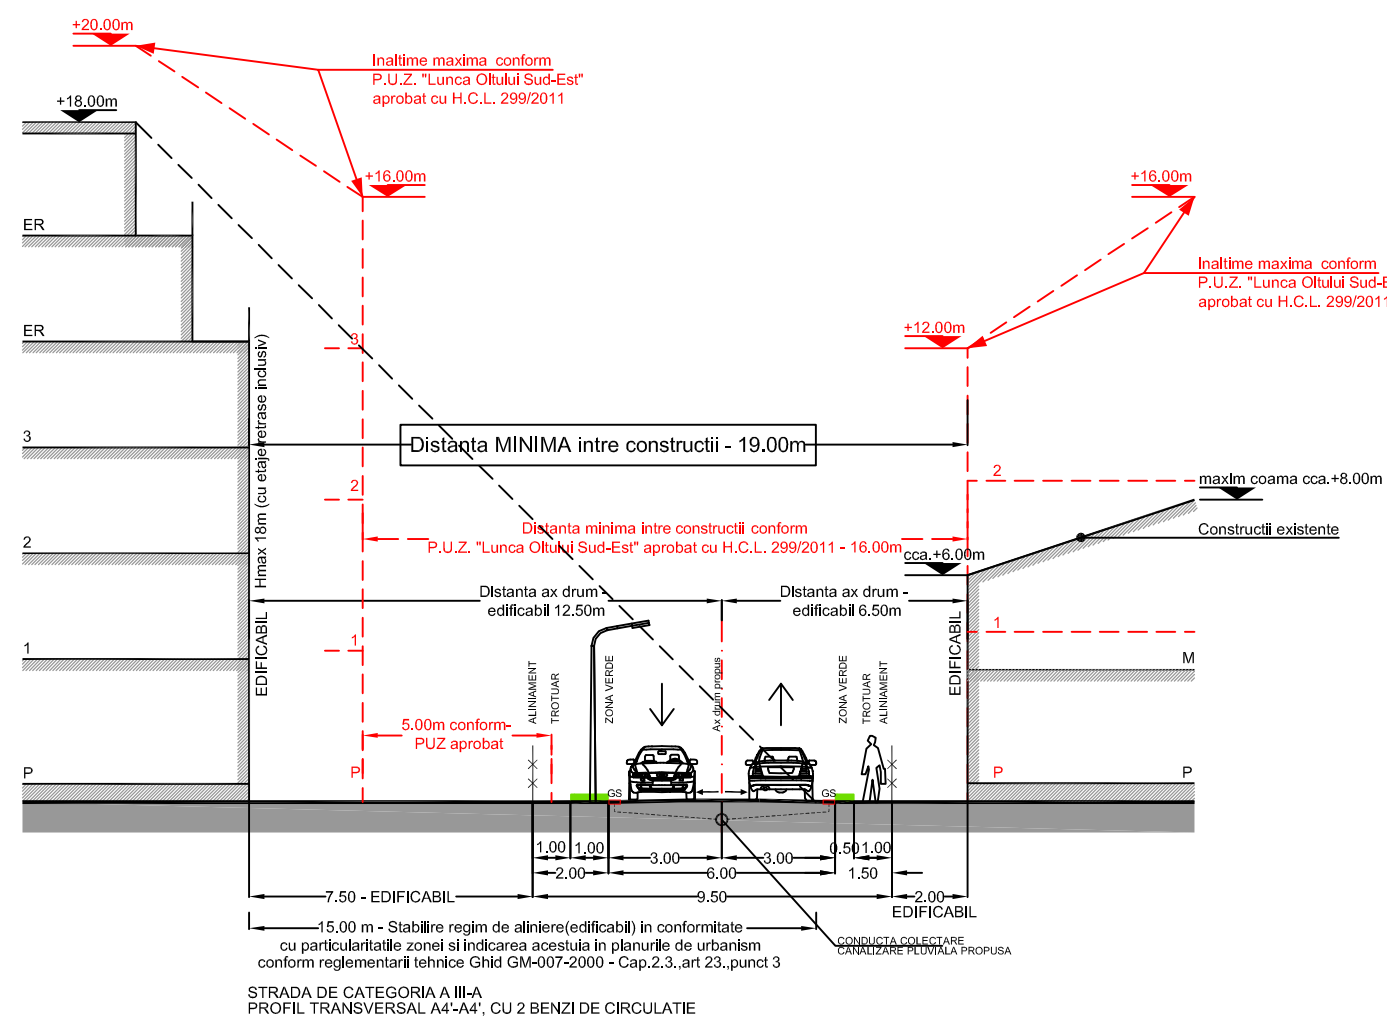 +20.00m
Inaltime maxima conform
P.U.Z. "Lunca Oltului Sud-Est"
aprobat cu H.C.L. 299/2011
+18.00m
+16.00m
+16.00m
ER
Inaltime maxima conform
P.U.Z. "Lunca Oltului Sud-E
aprobat cu H.C.L. 299/2011
ER
3
+12.00m
Hmax 18m (cu etaje retrase inclusiv)
3
Distanta MINIMA intre constructii - 19.00m
2
2
maxim coama cca.+8.00m
Distanta minima intre constructii conform
P.U.Z. "Lunca Oltului Sud-Est" aprobat cu H.C.L. 299/2011 - 16.00m
Constructii existente
2
cca.+6.00m
Distanta ax drum -
edificabil 12.50m
Distanta ax drum -
edificabil 6.50m
EDIFICABIL
1
1
1
EDIFICABIL
M
ALINIAMENT
TROTUAR
ZONA VERDE
Ax drum propus
ZONA VERDE
TROTUAR
ALINIAMENT
5.00m conform-
PUZ aprobat
P
P
P
P
GS
GS
1.00
1.00
3.00
3.00
0.50
1.00
2.00
6.00
1.50
7.50 - EDIFICABIL
9.50
2.00
EDIFICABIL
15.00 m - Stabilire regim de aliniere(edificabil) in conformitate
cu particularitatile zonei si indicarea acestuia in planurile de urbanism
conform reglementarii tehnice Ghid GM-007-2000 - Cap.2.3.,art 23.,punct 3
CONDUCTA COLECTARE
CANALIZARE PLUVIALA PROPUSA
STRADA DE CATEGORIA A III-A
PROFIL TRANSVERSAL A4'-A4', CU 2 BENZI DE CIRCULATIE